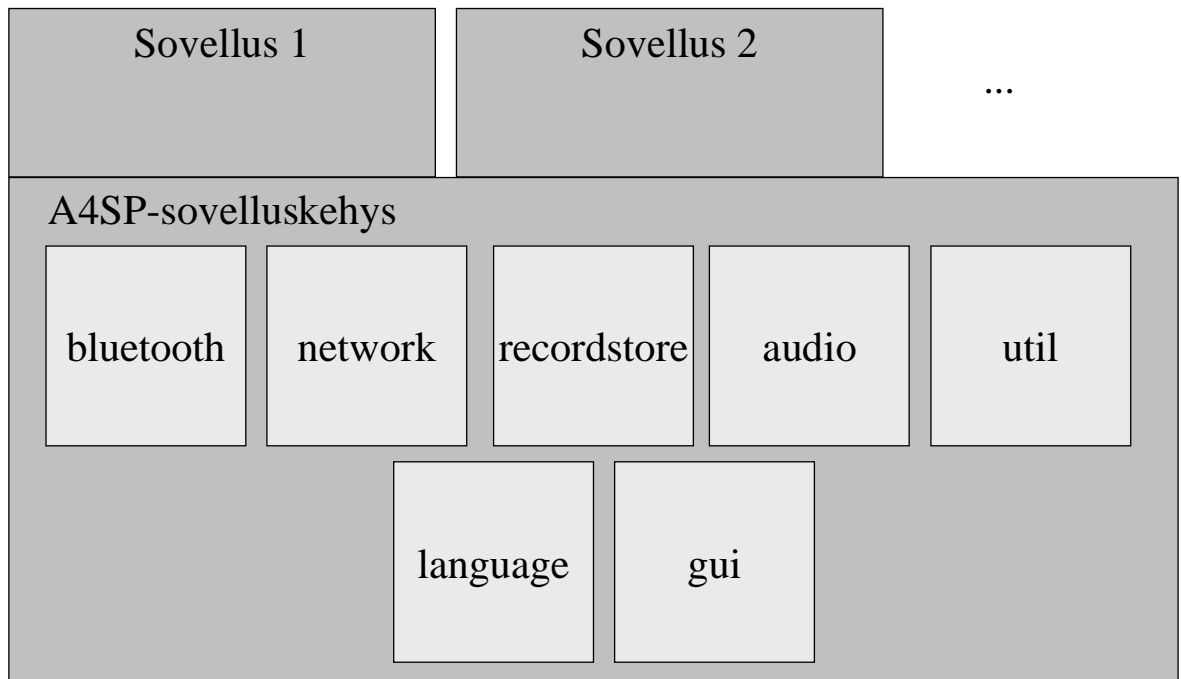 Sovellus 1
Sovellus 2
...
A4SP-sovelluskehys
bluetooth
network
recordstore
audio
util
language
gui